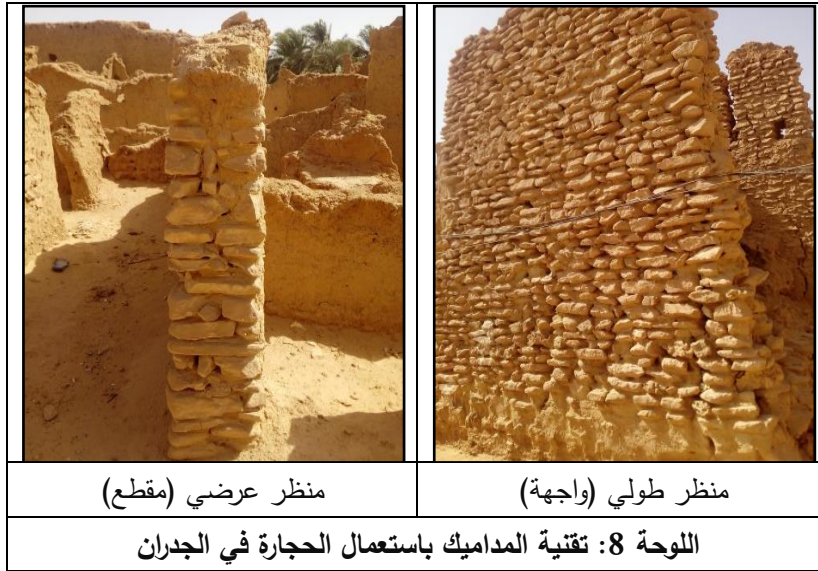 منظر طولي (واجهة)
منظر عرضي (مقطع)
اللوحة 8: تقنية المداميك باستعمال الحجارة في الجدران